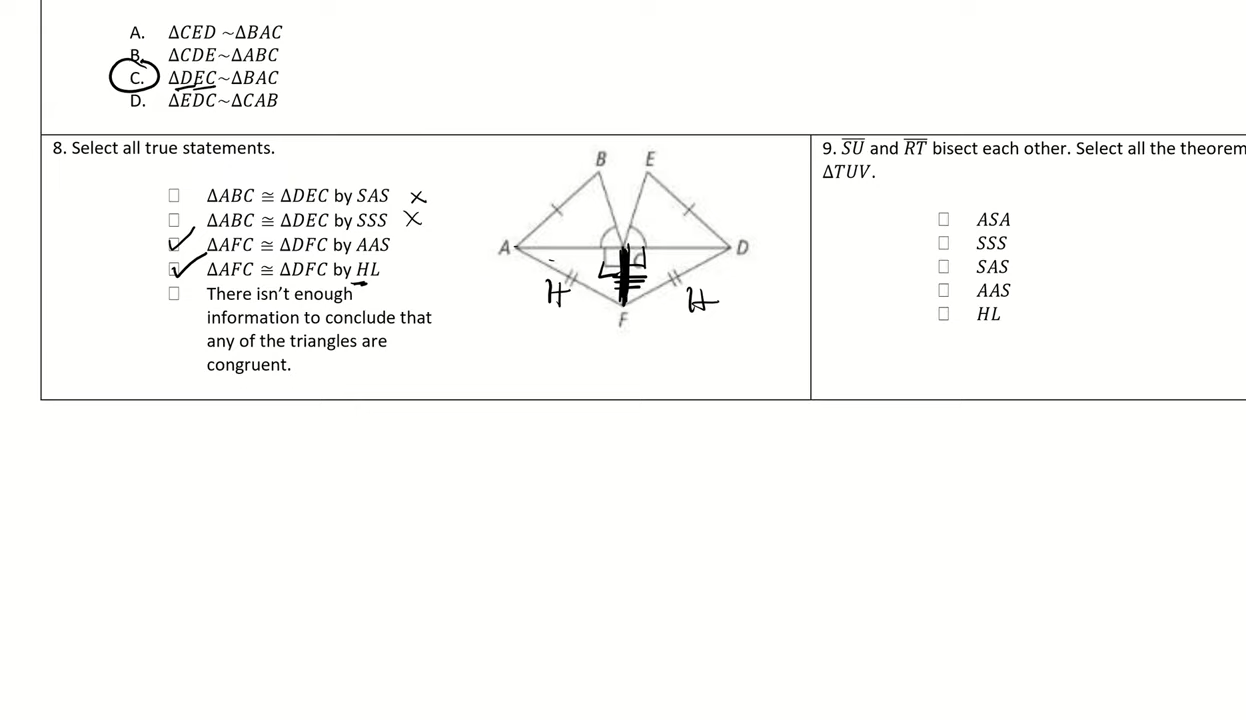 A. ΔCED ~ΔBAC
B. ΔCDE~ΔABC
C. ΔDEC~ΔBAC
D. ΔEDC~ΔCAB
8. Select all true statements.
ΔABC ≅ ΔDEC by SAS
ΔABC ≅ ΔDEC by SSS
ΔAFC ≅ ΔDFC by AAS
ΔAFC ≅ ΔDFC by HL
There isn't enough
information to conclude that
any of the triangles are
congruent.
B E
A D
C
H H
F
9. S̅U̅ and R̅T̅ bisect each other. Select all the theorem
ΔTUV.
ASA
SSS
SAS
AAS
HL